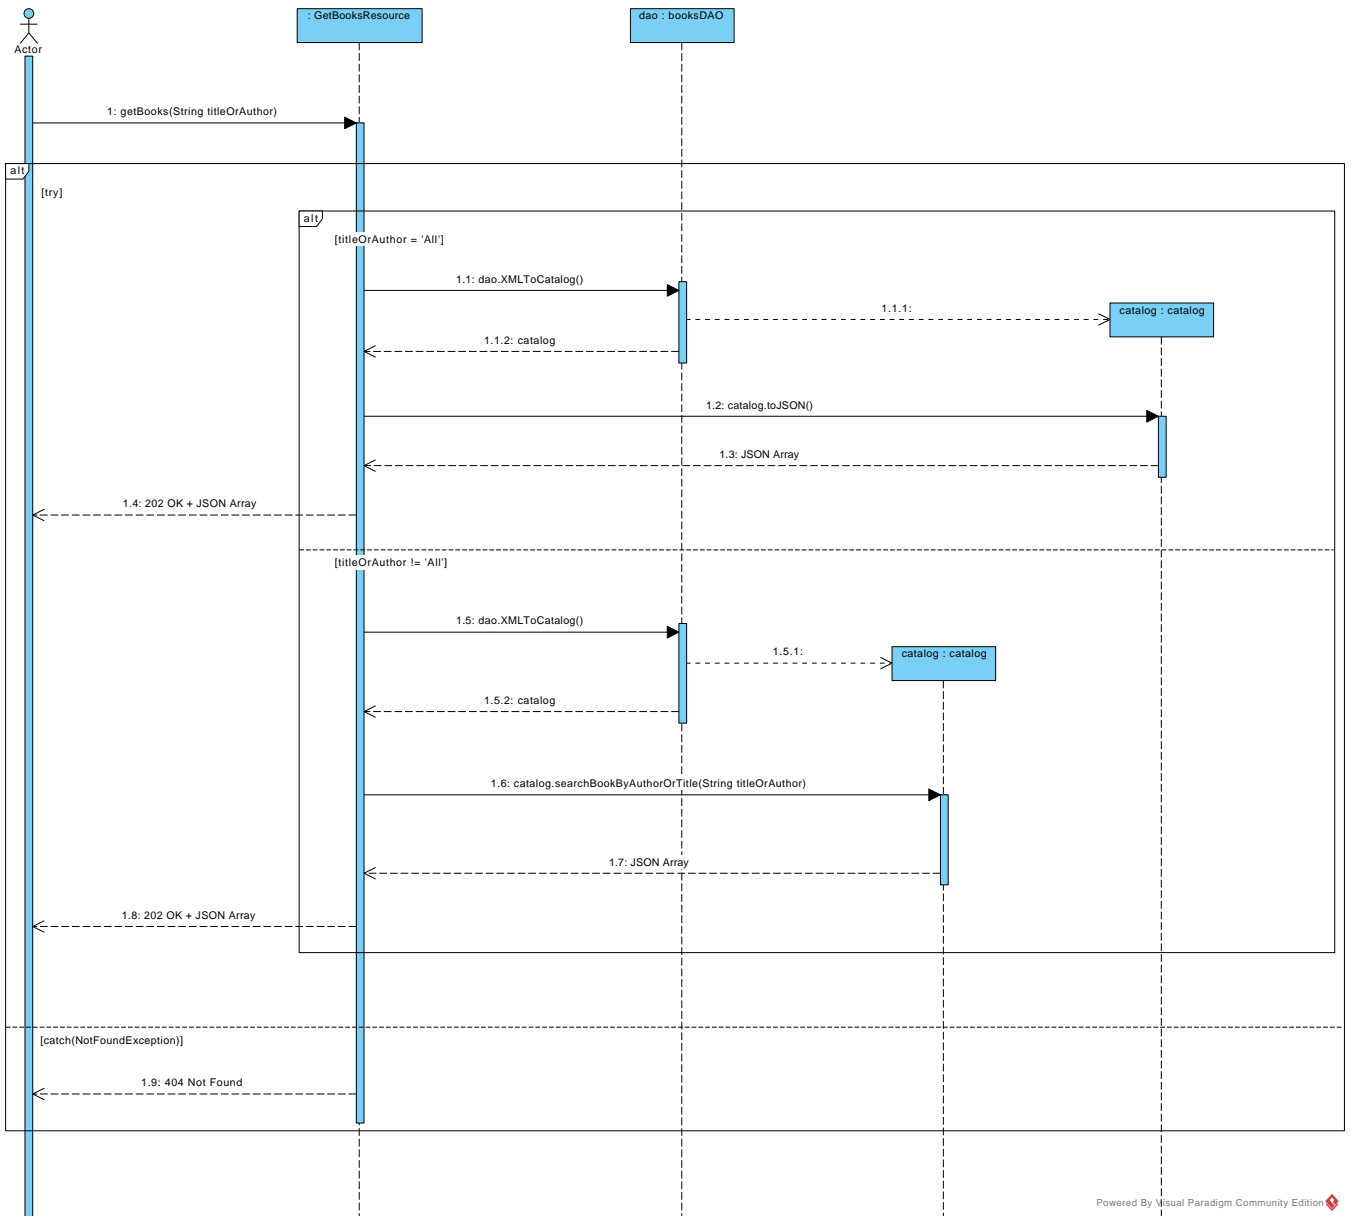 : GetBooksResource
dao : booksDAO
Actor
1: getBooks(String titleOrAuthor)
alt
[try]
alt
[titleOrAuthor = 'All']
1.1: dao.XMLToCatalog()
1.1.1:
catalog : catalog
1.1.2: catalog
1.2: catalog.toJSON()
1.3: JSON Array
1.4: 202 OK + JSON Array
[titleOrAuthor != 'All']
1.5: dao.XMLToCatalog()
1.5.1:
catalog : catalog
1.5.2: catalog
1.6: catalog.searchBookByAuthorOrTitle(String titleOrAuthor)
1.7: JSON Array
1.8: 202 OK + JSON Array
[catch(NotFoundException)]
1.9: 404 Not Found
Powered By Visual Paradigm Community Edition